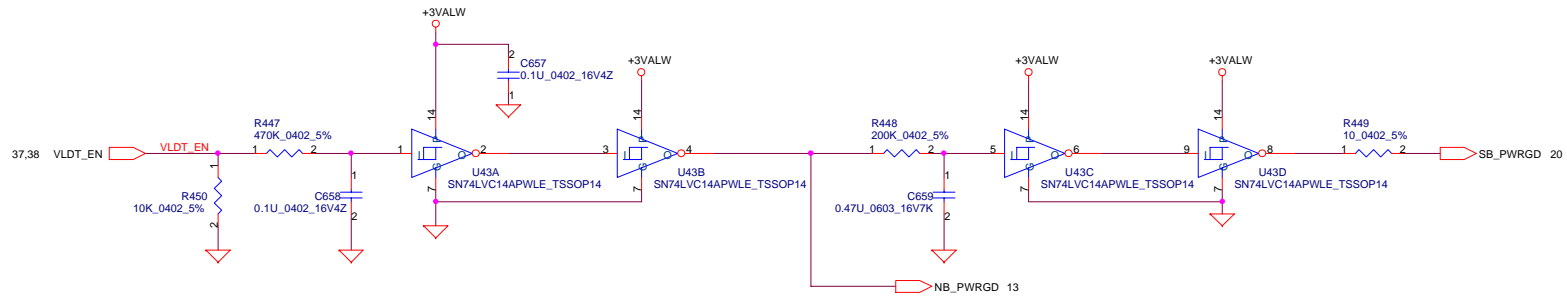 +3VALW
C657
0.1U_0402_16V4Z
2
1
+3VALW
+3VALW
+3VALW
14
14
14
14
37,38 VLDT_EN
VLDT_EN
R447
470K_0402_5%
1 2
1 P O G 2
3 P O G 4
R448
200K_0402_5%
1 2
5 P O G 6
9 P O G 8
R449
10_0402_5%
1 2
SB_PWRGD 20
R450
10K_0402_5%
1
2
C658
0.1U_0402_16V4Z
1
2
7
U43A
SN74LVC14APWLE_TSSOP14
7
U43B
SN74LVC14APWLE_TSSOP14
C659
0.47U_0603_16V7K
1
2
7
U43C
SN74LVC14APWLE_TSSOP14
7
U43D
SN74LVC14APWLE_TSSOP14
NB_PWRGD 13